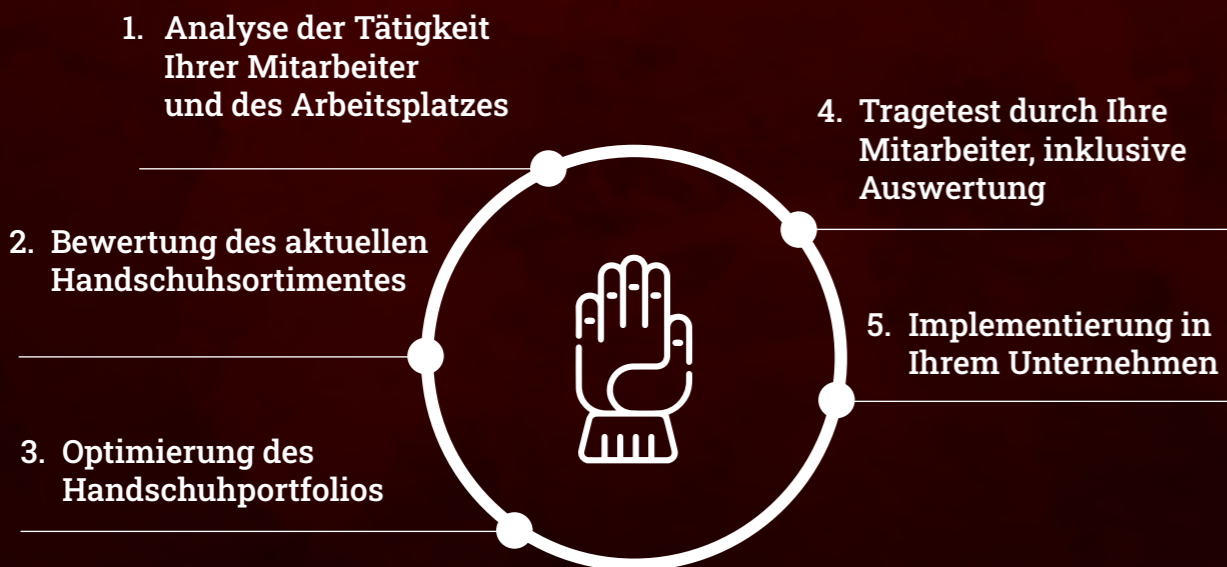 1. Analyse der Tätigkeit
Ihrer Mitarbeiter
und des Arbeitsplatzes
2. Bewertung des aktuellen
Handschuhsortimentes
3. Optimierung des
Handschuhportfolios
4. Tragetest durch Ihre
Mitarbeiter, inklusive
Auswertung
5. Implementierung in
Ihrem Unternehmen